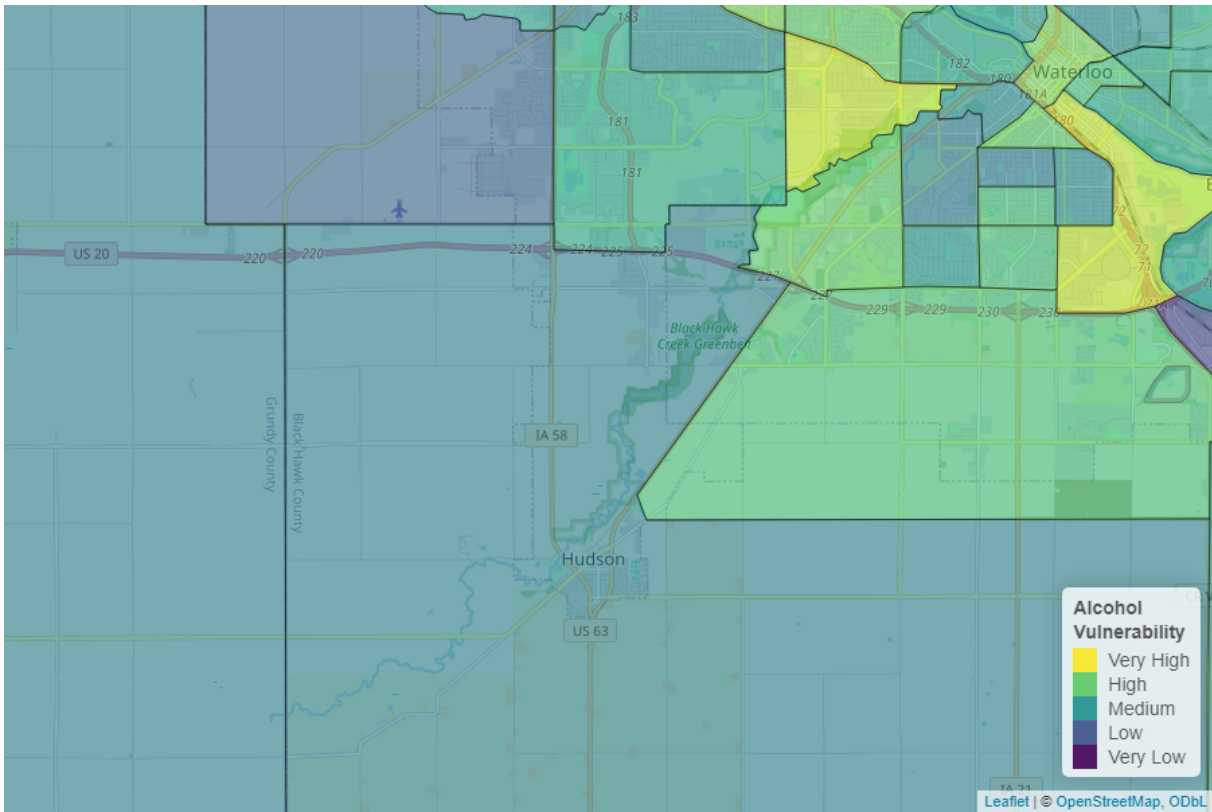 183
182
180
Waterloo
181A
180
181
181
72
72
71
US 20
220
220
224
224
225
225
227
229
229
230
230
Black Hawk
Creek Greenbelt
Grundy County
Black Hawk County
IA 58
Hudson
US 63
IA 21
Alcohol
Vulnerability
Very High
High
Medium
Low
Very Low
Leaflet | © OpenStreetMap, ODbL